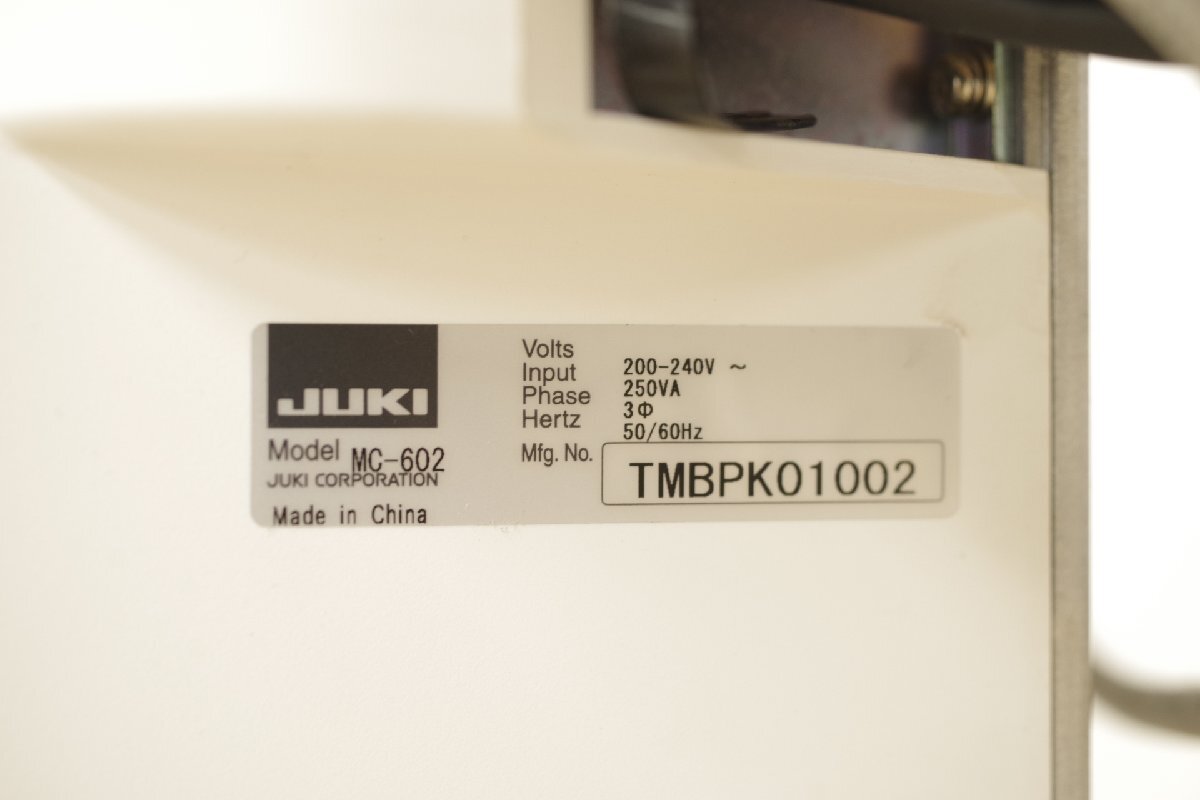 JUKI
Model MC-602
JUKI CORPORATION
Made in China
Volts 200-240V ~
Input 250VA
Phase 3Φ
Hertz 50/60Hz
Mfg. No. TMBPK01002